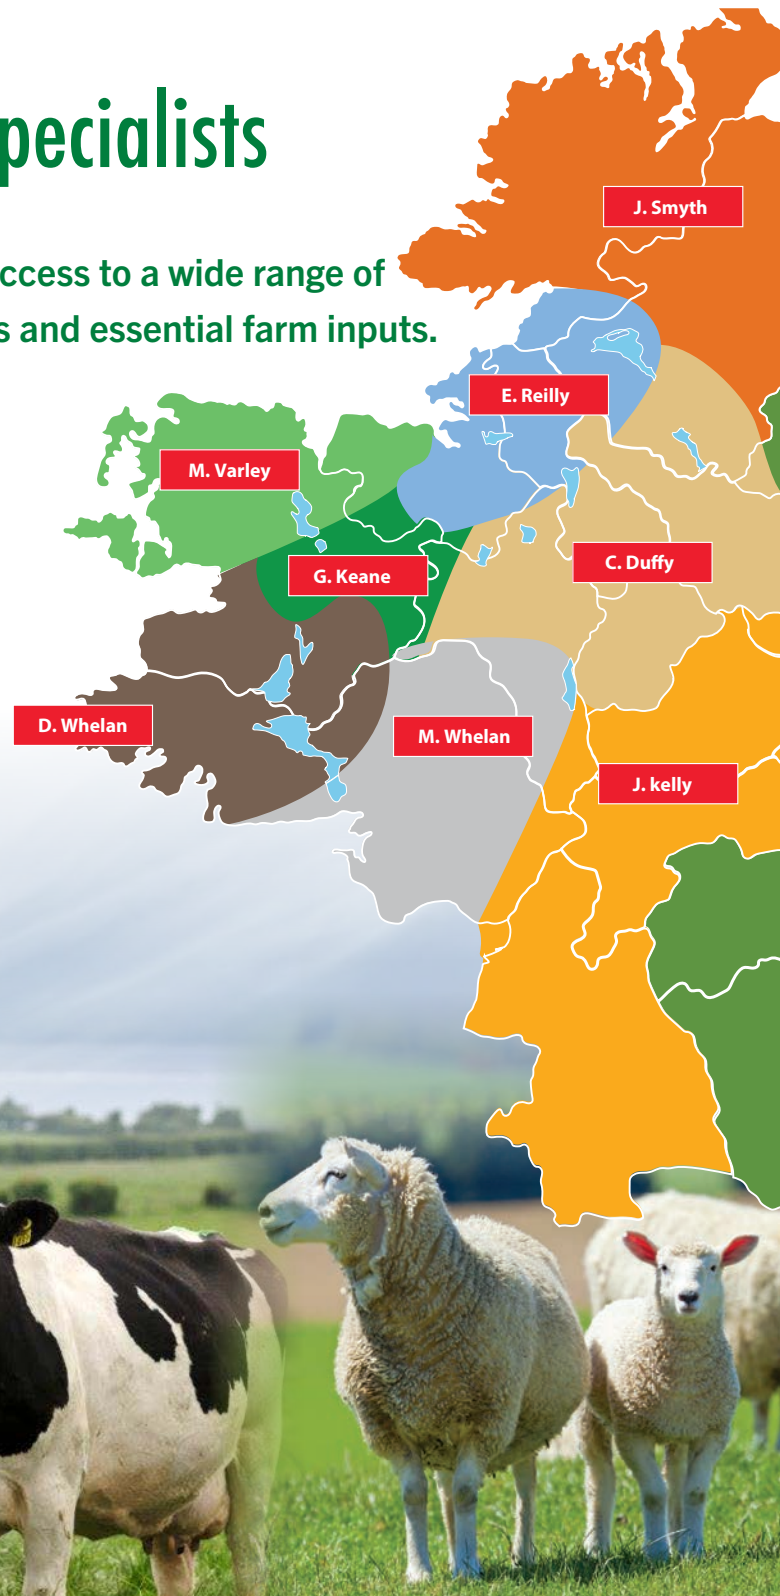 pecialists
J. Smyth
ccess to a wide range of
s and essential farm inputs.
E. Reilly
M. Varley
C. Duffy
G. Keane
D. Whelan
M. Whelan
J. kelly